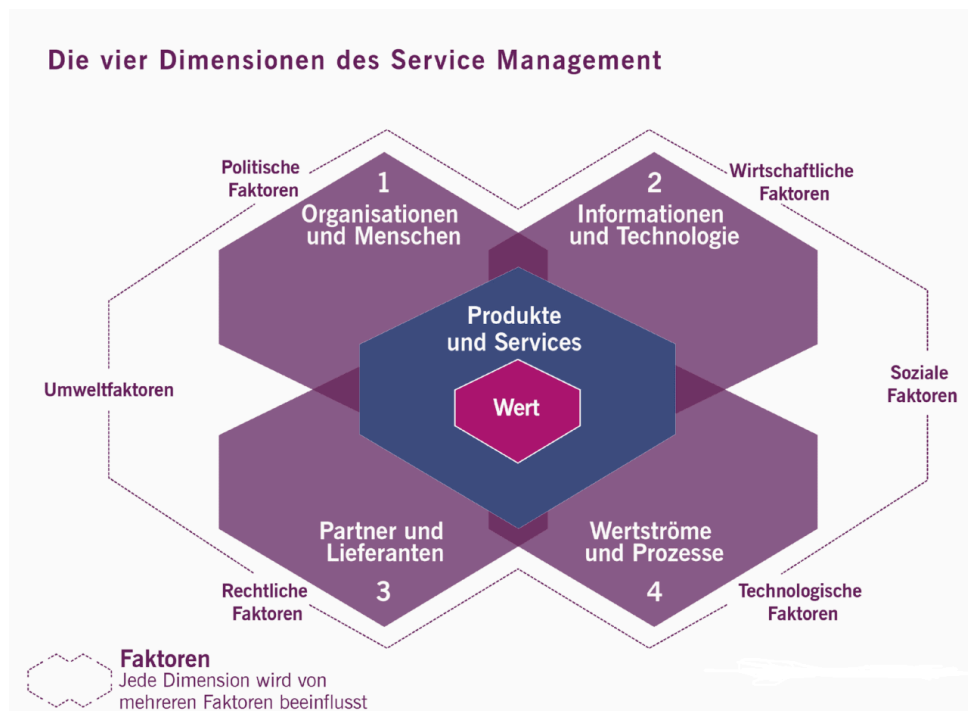 Die vier Dimensionen des Service Management
Politische
Faktoren
1
Organisationen
und Menschen
2
Informationen
und Technologie
Wirtschaftliche
Faktoren
Produkte
und Services
Wert
Umweltfaktoren
Soziale
Faktoren
Partner und
Lieferanten
3
Wertströme
und Prozesse
4
Rechtliche
Faktoren
Technologische
Faktoren
Faktoren
Jede Dimension wird von
mehreren Faktoren beeinflusst